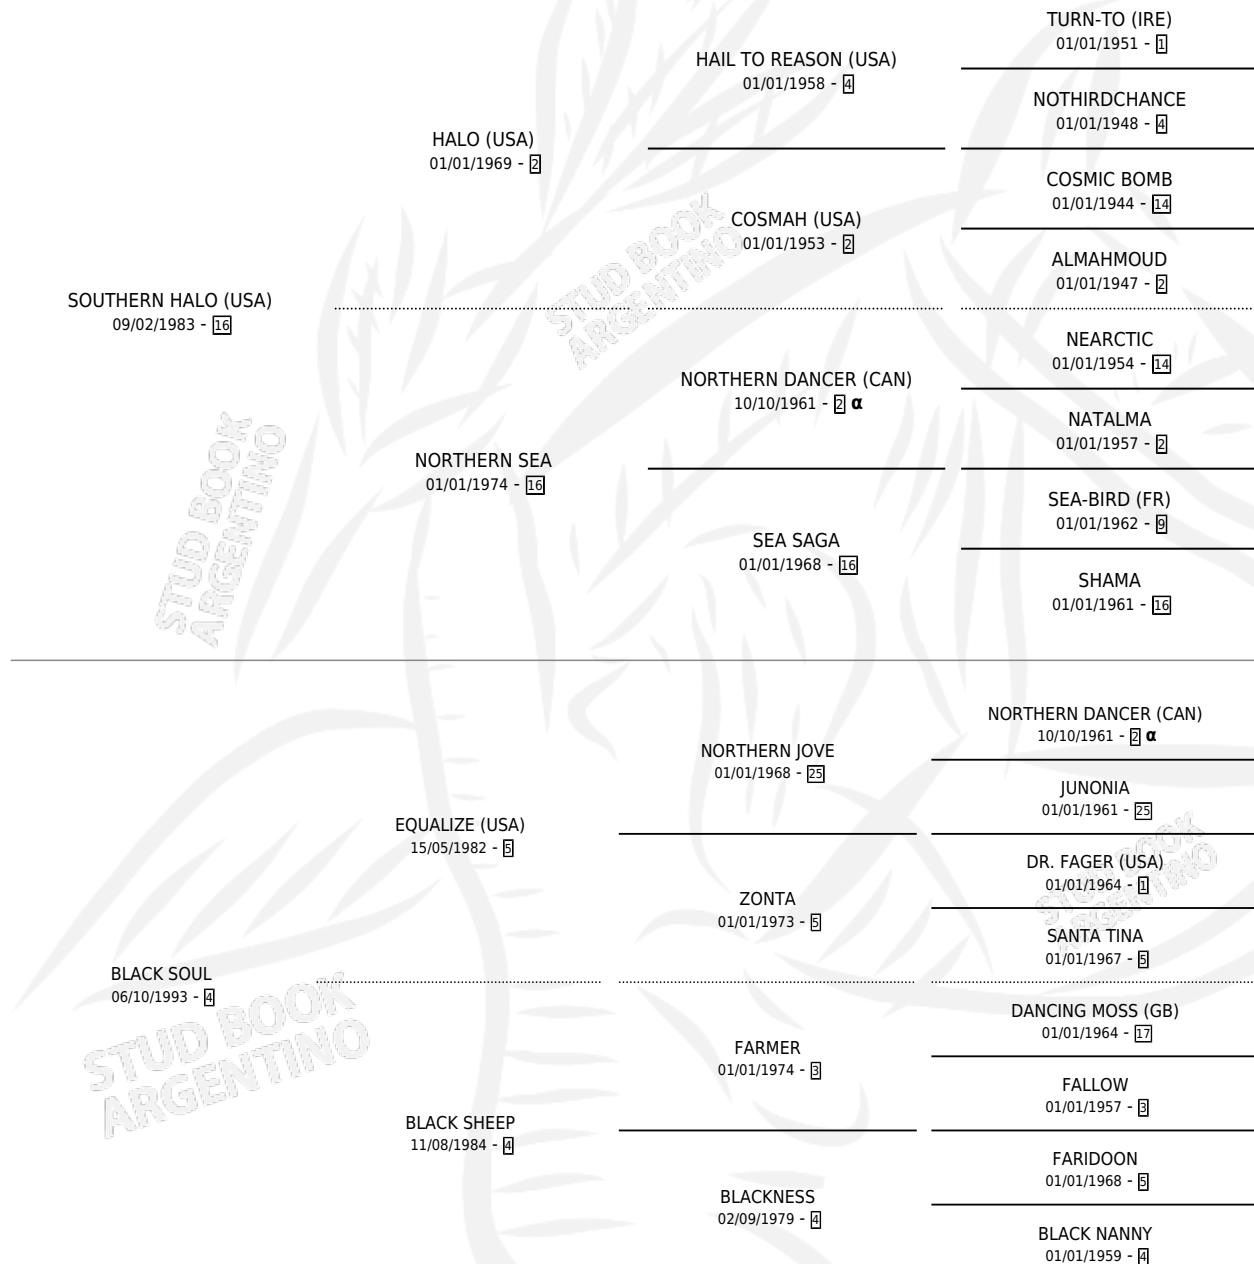 TURN-TO (IRE)
01/01/1951 - 1
HAIL TO REASON (USA)
01/01/1958 - 4
NOTHIRDCHANCE
01/01/1948 - 4
HALO (USA)
01/01/1969 - 2
COSMIC BOMB
01/01/1944 - 14
COSMAH (USA)
01/01/1953 - 2
ALMAHMOUD
01/01/1947 - 2
SOUTHERN HALO (USA)
09/02/1983 - 16
NEARCTIC
01/01/1954 - 14
NORTHERN DANCER (CAN)
10/10/1961 - 2 α
NATALMA
01/01/1957 - 2
NORTHERN SEA
01/01/1974 - 16
SEA-BIRD (FR)
01/01/1962 - 9
SEA SAGA
01/01/1968 - 16
SHAMA
01/01/1961 - 16
NORTHERN DANCER (CAN)
10/10/1961 - 2 α
NORTHERN JOVE
01/01/1968 - 25
JUNONIA
01/01/1961 - 25
EQUALIZE (USA)
15/05/1982 - 5
DR. FAGER (USA)
01/01/1964 - 1
ZONTA
01/01/1973 - 5
SANTA TINA
01/01/1967 - 5
BLACK SOUL
06/10/1993 - 4
DANCING MOSS (GB)
01/01/1964 - 17
FARMER
01/01/1974 - 3
FALLOW
01/01/1957 - 3
BLACK SHEEP
11/08/1984 - 4
FARIDOON
01/01/1968 - 5
BLACKNESS
02/09/1979 - 4
BLACK NANNY
01/01/1959 - 4
STUD BOOK
ARGENTINO
STUD BOOK
ARGENTINO
STUD BOOK
ARGENTINO
STUD BOOK
ARGENTINO